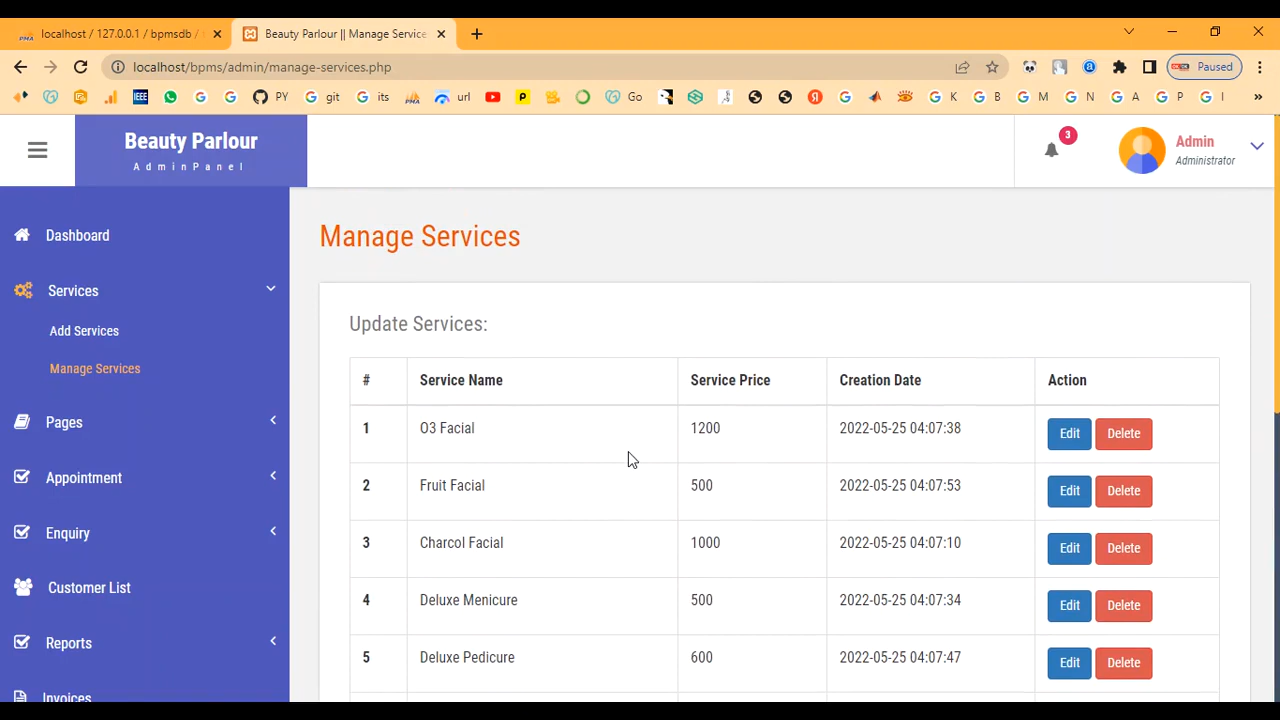 localhost / 127.0.0.1 / bpmsdb /
Beauty Parlour || Manage Service
localhost/bpms/admin/manage-services.php
Paused
IEEE
PY
git
its
url
Go
K
B
M
N
A
P
I
»
Beauty Parlour
AdminPanel
3
Admin
Administrator
Dashboard
Services
Add Services
Manage Services
Pages
Appointment
Enquiry
Customer List
Reports
Invoices
Manage Services
Update Services:
# Service Name Service Price Creation Date Action
1 O3 Facial 1200 2022-05-25 04:07:38 Edit Delete
2 Fruit Facial 500 2022-05-25 04:07:53 Edit Delete
3 Charcol Facial 1000 2022-05-25 04:07:10 Edit Delete
4 Deluxe Menicure 500 2022-05-25 04:07:34 Edit Delete
5 Deluxe Pedicure 600 2022-05-25 04:07:47 Edit Delete